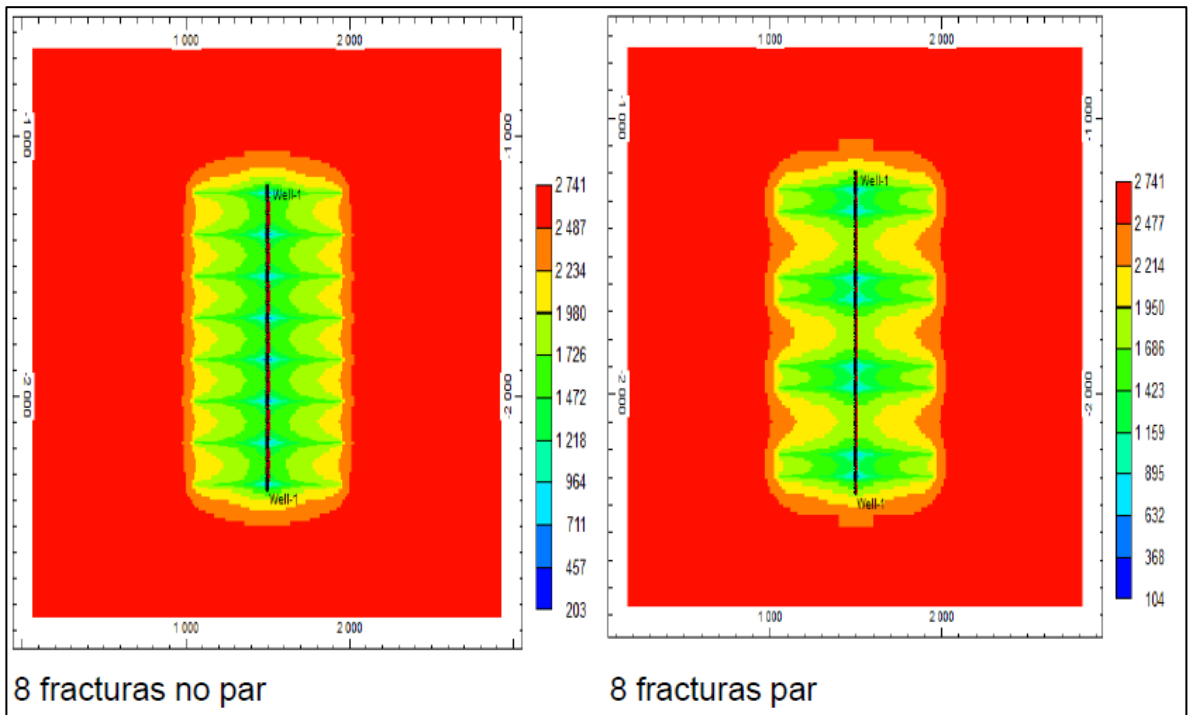 1 000 2 000
-1 000 -1 000
Well-1
-2 000 -2 000
Well-1
1 000 2 000
2 741
2 487
2 234
1 980
1 726
1 472
1 218
964
711
457
203
8 fracturas no par
1 000 2 000
-1 000 -1 000
Well-1
-2 000 -2 000
Well-1
1 000 2 000
2 741
2 477
2 214
1 950
1 686
1 423
1 159
895
632
368
104
8 fracturas par